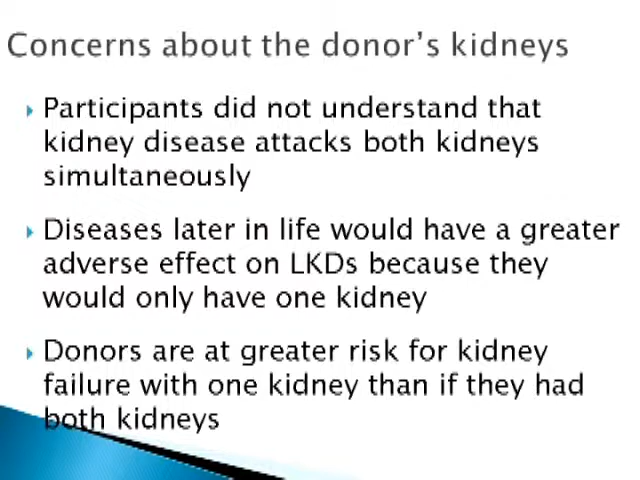 Concerns about the donor's kidneys
Participants did not understand that
kidney disease attacks both kidneys
simultaneously
Diseases later in life would have a greater
adverse effect on LKDs because they
would only have one kidney
Donors are at greater risk for kidney
failure with one kidney than if they had
both kidneys